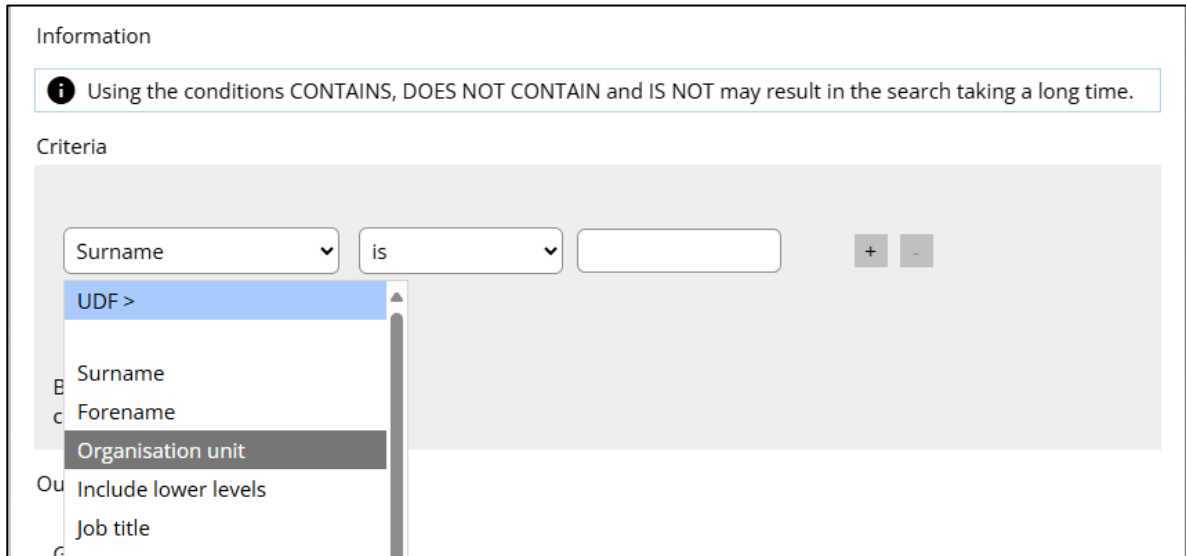 Information
Using the conditions CONTAINS, DOES NOT CONTAIN and IS NOT may result in the search taking a long time.
Criteria
Surname is + -
UDF >
Surname
Forename
Organisation unit
Include lower levels
Job title